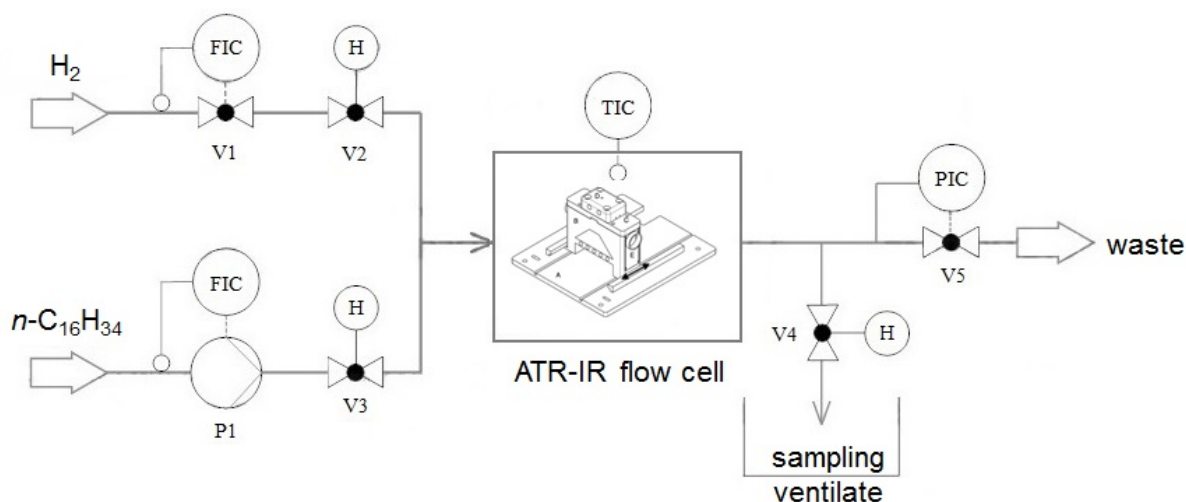 FIC
H
H₂
V1
V2
TIC
PIC
waste
V5
FIC
H
n-C₁₆H₃₄
P1
V3
ATR-IR flow cell
V4
H
sampling
ventilate